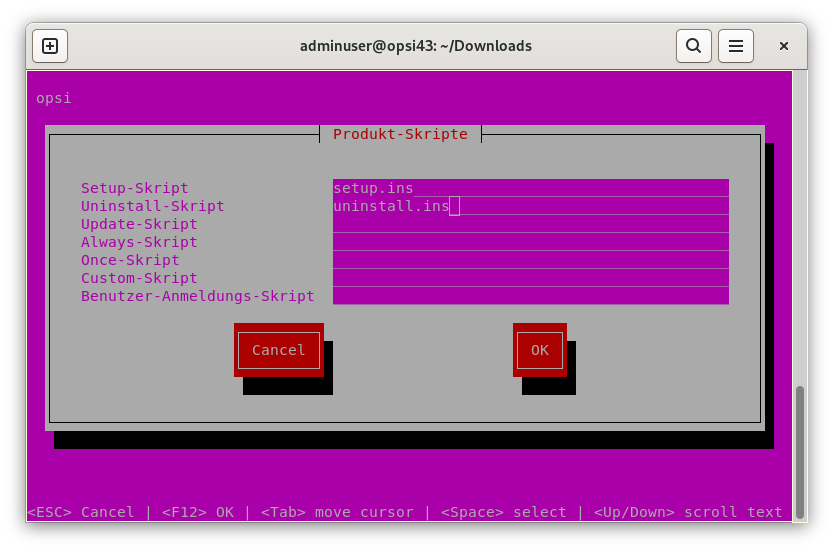 adminuser@opsi43: ~/Downloads
opsi
Produkt-Skripte
Setup-Skript setup.ins
Uninstall-Skript uninstall.ins
Update-Skript
Always-Skript
Once-Skript
Custom-Skript
Benutzer-Anmeldungs-Skript
Cancel OK
<ESC> Cancel | <F12> OK | <Tab> move cursor | <Space> select | <Up/Down> scroll text